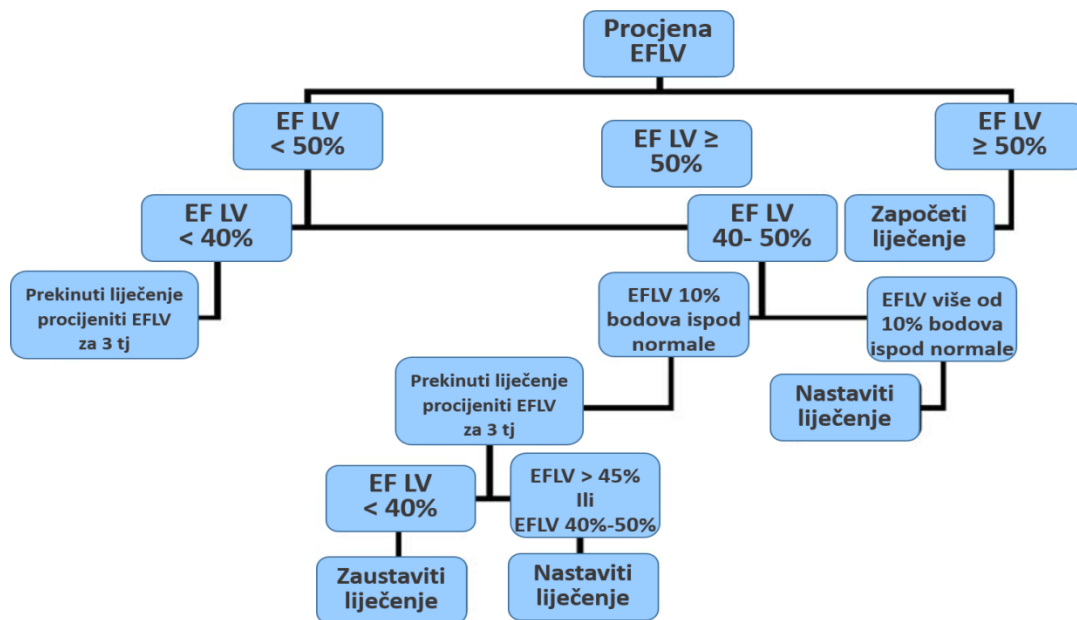 Procjena
EFLV
EF LV
< 50%
EF LV ≥
50%
EF LV
≥ 50%
EF LV
< 40%
EF LV
40- 50%
Započeti
liječenje
Prekinuti liječenje
procijeniti EFLV
za 3 tj
EFLV 10%
bodova ispod
normale
EFLV više od
10% bodova
ispod normale
Prekinuti liječenje
procijeniti EFLV
za 3 tj
Nastaviti
liječenje
EF LV
< 40%
EFLV > 45%
Ili
EFLV 40%-50%
Zaustaviti
liječenje
Nastaviti
liječenje